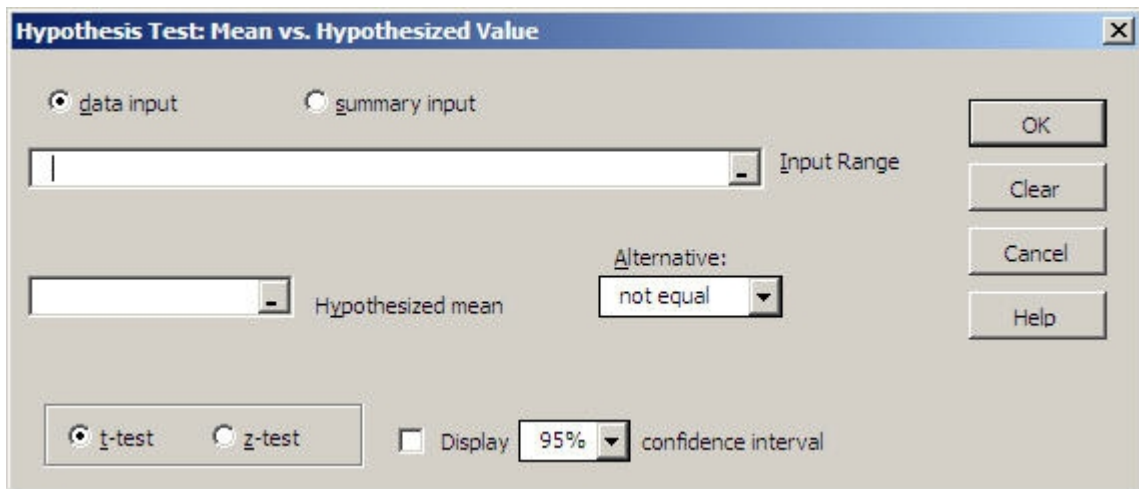 Hypothesis Test: Mean vs. Hypothesized Value
data input summary input
OK
Input Range
Clear
Alternative:
Cancel
Hypothesized mean
not equal
Help
t-test z-test
Display 95% confidence interval